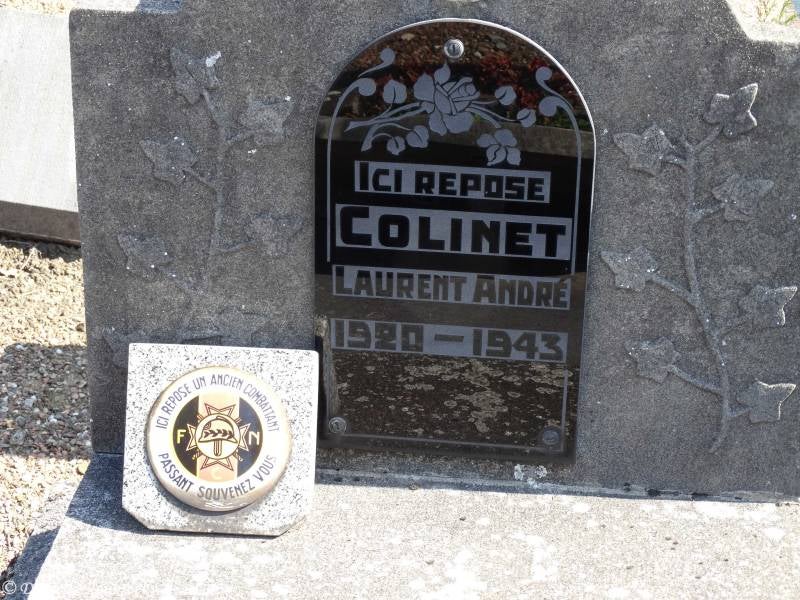 ICI REPOSE
COLINET
LAURENT ANDRÉ
1920 – 1943
ICI REPOSE UN ANCIEN COMBATTANT
F N
C
PASSANT SOUVENEZ VOUS
©